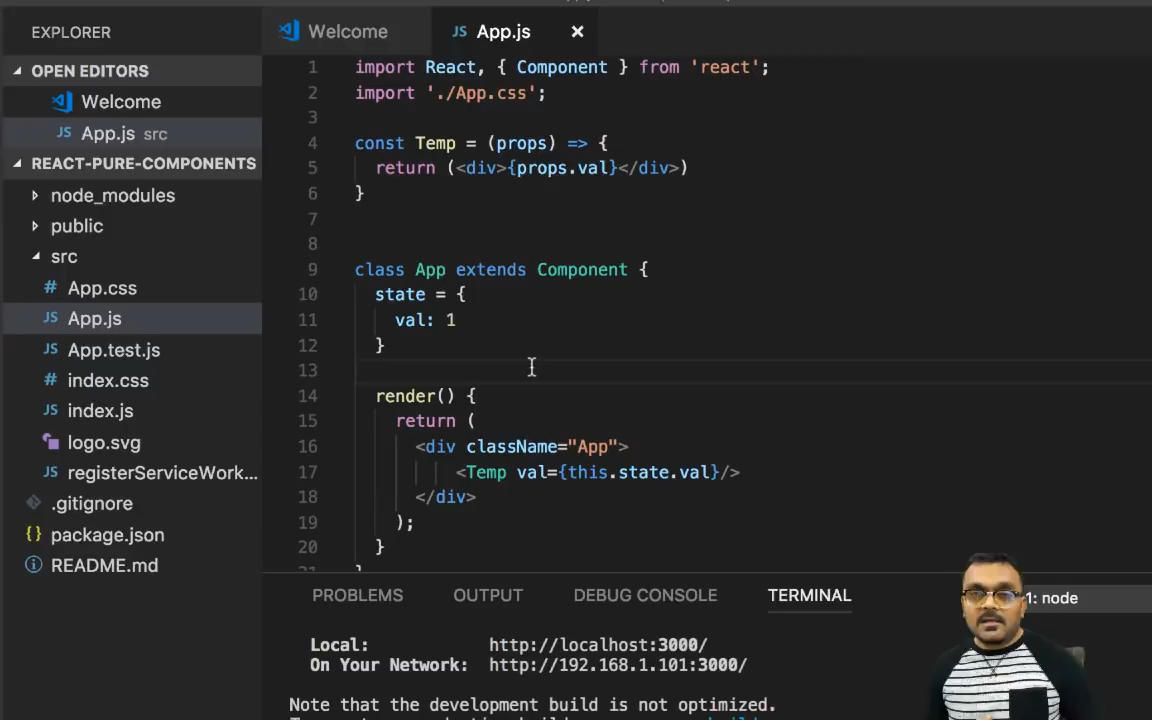 EXPLORER
OPEN EDITORS
Welcome
JS App.js src
REACT-PURE-COMPONENTS
node_modules
public
src
# App.css
JS App.js
JS App.test.js
# index.css
JS index.js
logo.svg
JS registerServiceWork...
.gitignore
{} package.json
README.md
Welcome
JS App.js ×
1 import React, { Component } from 'react';
2 import './App.css';
3
4 const Temp = (props) => {
5 return (<div>{props.val}</div>)
6 }
7
8
9 class App extends Component {
10 state = {
11 val: 1
12 }
13
14 render() {
15 return (
16 <div className="App">
17 <Temp val={this.state.val}/>
18 </div>
19 );
20 }
PROBLEMS OUTPUT DEBUG CONSOLE TERMINAL 1: node
Local: http://localhost:3000/
On Your Network: http://192.168.1.101:3000/
Note that the development build is not optimized.